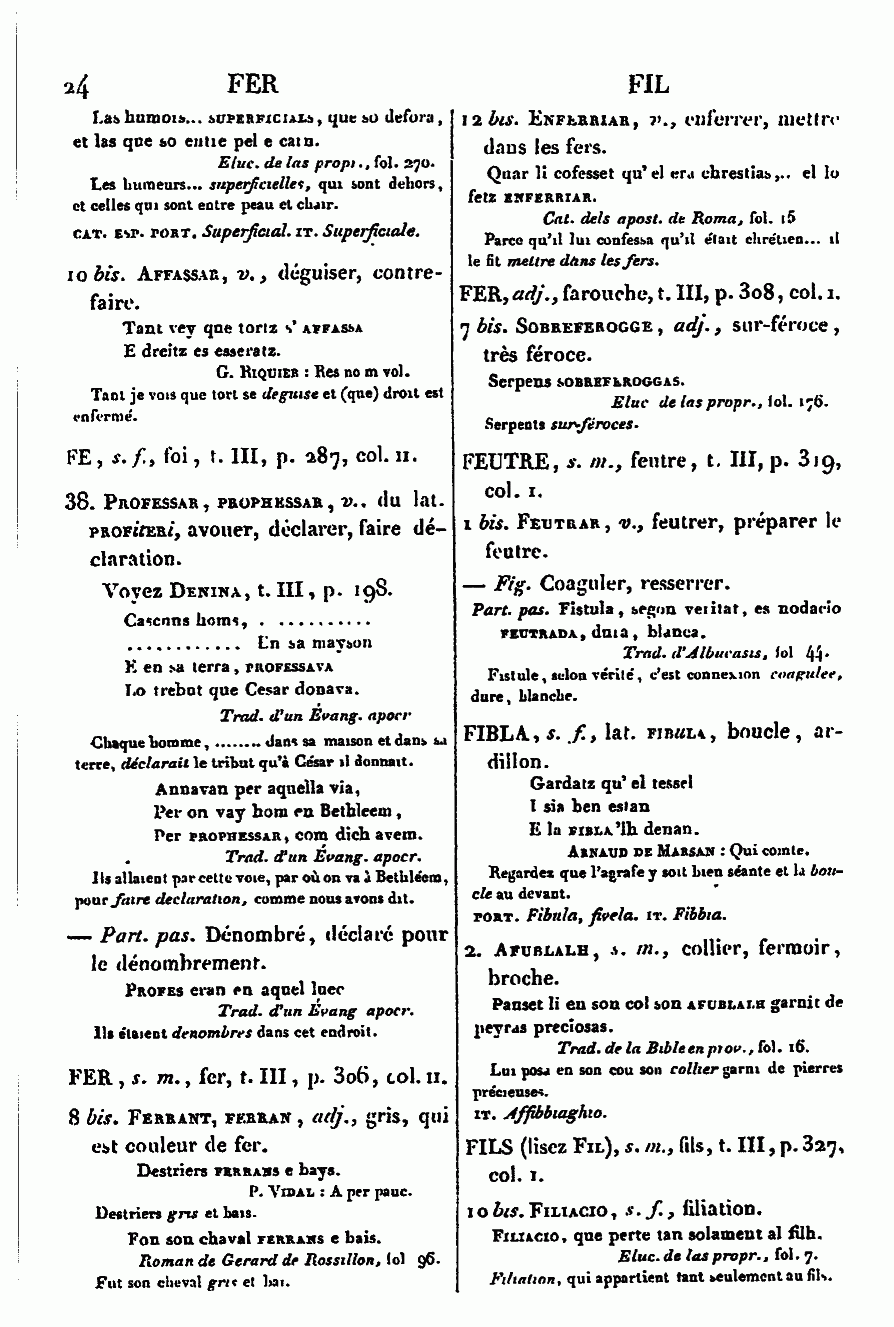 24 FER FIL
Las humors... SUPERFICIALS, que so defora,
et las que so entre pel e carn.
Eluc. de las propr., fol. 270.
Les humeurs... superficielles, qui sont dehors,
et celles qui sont entre peau et chair.
CAT. ESP. PORT. Superficial. IT. Superficiale.
10 bis. AFFASSAR, v., déguiser, contre-
faire.
Tant vey que tortz s' AFFASSA
E dreitz es esseratz.
G. RIQUIER : Res no m vol.
Tant je vois que tort se deguise et (que) droit est
enfermé.
FE, s. f., foi, t. III, p. 287, col. II.
38. PROFESSAR, PROPHESSAR, v., du lat.
PROFITERI, avouer, déclarer, faire dé-
claration.
Voyez DENINA, t. III, p. 198.
Cascuns homs, . ..........
............ En sa mayson
E en sa terra, PROFESSAVA
Lo trebut que Cesar donava.
Trad. d'un Évang. apocr
Chaque homme, ........ dans sa maison et dans sa
terre, déclarait le tribut qu'à César il donnait.
Annavan per aquella via,
Per on vay hom en Bethleem,
Per PROPHESSAR, com dich avem.
Trad. d'un Évang. apocr.
Ils allaient par cette voie, par où on va à Bethléem,
pour faire declaration, comme nous avons dit.
— Part. pas. Dénombré, déclaré pour
le dénombrement.
PROFES eran en aquel luec
Trad. d'un Évang apocr.
Ils étaient denombres dans cet endroit.
FER, s. m., fer, t. III, p. 306, col. II.
8 bis. FERRANT, FERRAN, adj., gris, qui
est couleur de fer.
Destriers FERRANS e bays.
P. VIDAL : A per pauc.
Destriers gris et bais.
Fon son chaval FERRANS e bais.
Roman de Gerard de Rossillon, fol 96.
Fut son cheval gris et bai.
12 bis. ENFERRIAR, v., enferrer, mettre
dans les fers.
Quar li cofesset qu' el era chrestias,.. el lo
fetz ENFERRIAR.
Cat. dels apost. de Roma, fol. 15
Parce qu'il lui confessa qu'il était chrétien... il
le fit mettre dans les fers.
FER, adj., farouche, t. III, p. 308, col. I.
7 bis. SOBREFEROGGE, adj., sur-féroce,
très féroce.
Serpens SOBREFEROGGAS.
Eluc de las propr., fol. 176.
Serpents sur-féroces.
FEUTRE, s. m., feutre, t. III, p. 319,
col. I.
1 bis. FEUTRAR, v., feutrer, préparer le
feutre.
— Fig. Coaguler, resserrer.
Part. pas. Fistula, segon veritat, es nodacio
FEUTRADA, dura, blanca.
Trad. d'Albucasis, fol 44.
Fistule, selon vérité, c'est connexion coagulee,
dure, blanche.
FIBLA, s. f., lat. FIBULA, boucle, ar-
dillon.
Gardatz qu' el tessel
I sia ben estan
E la FIBLA 'lh denan.
ARNAUD DE MARSAN : Qui comte.
Regardez que l'agrafe y soit bien séante et la bou-
cle au devant.
PORT. Fibula, fivela. IT. Fibbia.
2. AFUBLALH, s. m., collier, fermoir,
broche.
Panset li en son col son AFUBLALH garnit de
peyras preciosas.
Trad. de la Bible en prov., fol. 16.
Lui posa en son cou son collier garni de pierres
précieuses.
IT. Affibbiaghio.
FILS (lisez FIL), s. m., fils, t. III, p. 327,
col. I.
10 bis. FILIACIO, s. f., filiation.
FILIACIO, que perte tan solament al filh.
Eluc. de las propr., fol. 7.
Filiation, qui appartient tant seulement au fils.